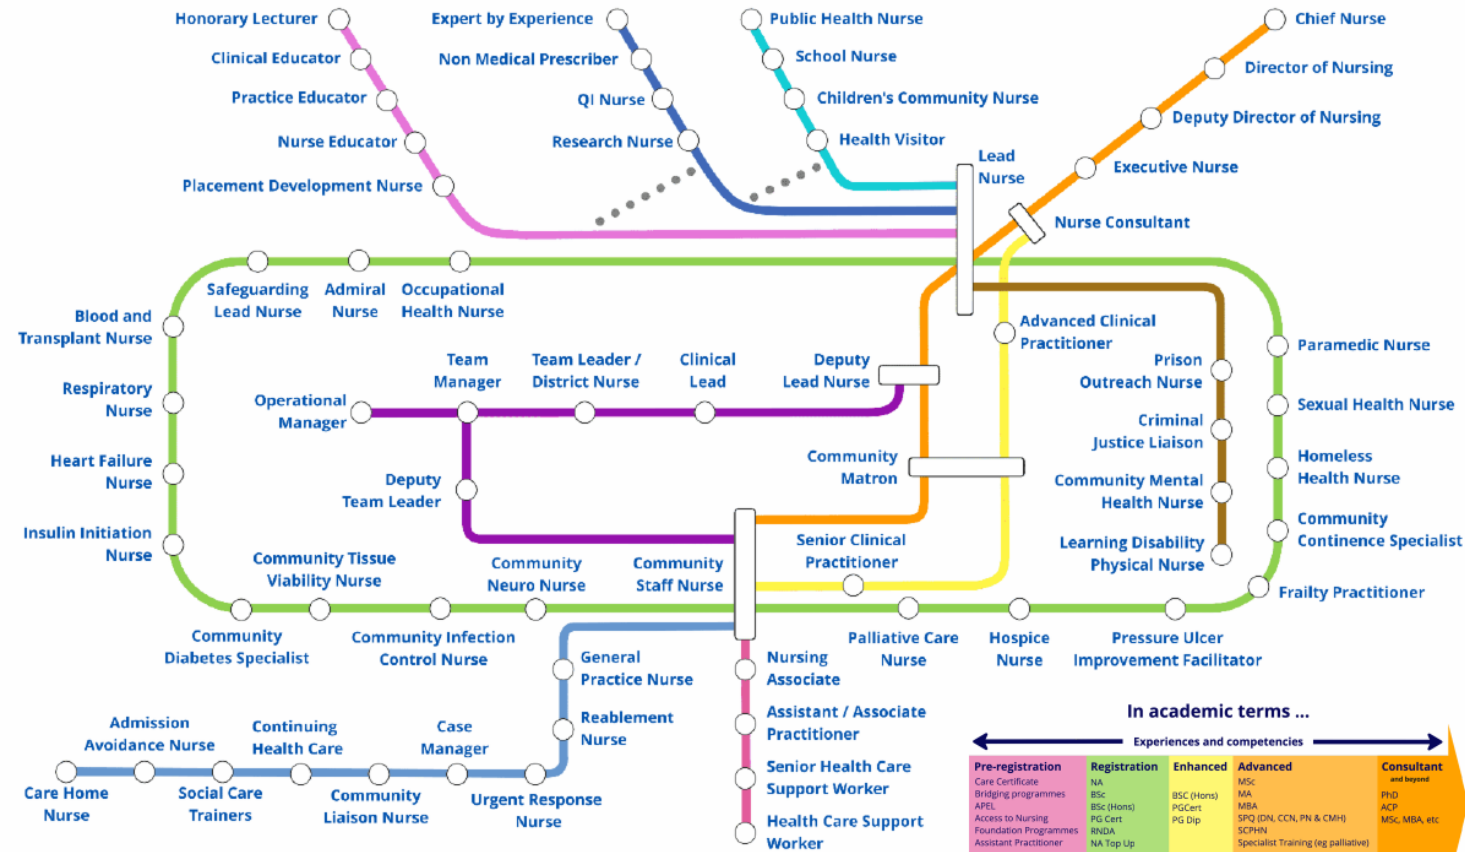 Honorary Lecturer
Clinical Educator
Practice Educator
Nurse Educator
Placement Development Nurse
Expert by Experience
Non Medical Prescriber
QI Nurse
Research Nurse
Public Health Nurse
School Nurse
Children's Community Nurse
Health Visitor
Chief Nurse
Director of Nursing
Deputy Director of Nursing
Executive Nurse
Lead
Nurse
Nurse Consultant
Safeguarding
Lead Nurse
Admiral
Nurse
Occupational
Health Nurse
Blood and
Transplant Nurse
Respiratory
Nurse
Heart Failure
Nurse
Insulin Initiation
Nurse
Team
Manager
Team Leader /
District Nurse
Clinical
Lead
Deputy
Lead Nurse
Operational
Manager
Deputy
Team Leader
Community
Matron
Advanced Clinical
Practitioner
Prison
Outreach Nurse
Criminal
Justice Liaison
Community Mental
Health Nurse
Learning Disability
Physical Nurse
Paramedic Nurse
Sexual Health Nurse
Homeless
Health Nurse
Community
Continence Specialist
Frailty Practitioner
Community Tissue
Viability Nurse
Community
Neuro Nurse
Community
Staff Nurse
Senior Clinical
Practitioner
Community
Diabetes Specialist
Community Infection
Control Nurse
Palliative Care
Nurse
Hospice
Nurse
Pressure Ulcer
Improvement Facilitator
General
Practice Nurse
Reablement
Nurse
Nursing
Associate
Assistant / Associate
Practitioner
Senior Health Care
Support Worker
Health Care Support
Worker
Admission
Avoidance Nurse
Continuing
Health Care
Case
Manager
Care Home
Nurse
Social Care
Trainers
Community
Liaison Nurse
Urgent Response
Nurse
In academic terms ...
Experiences and competencies
Pre-registration
Care Certificate
Bridging programmes
APEL
Access to Nursing
Foundation Programmes
Assistant Practitioner
Registration
NA
BSc
BSc (Hons)
PG Cert
RNDA
NA Top Up
Enhanced
BSC (Hons)
PGCert
PG Dip
Advanced
MSc
MA
MBA
SPQ (DN, CCN, PN & CMH)
SCPHN
Specialist Training (eg palliative)
Consultant
and beyond
PhD
ACP
MSc, MBA, etc